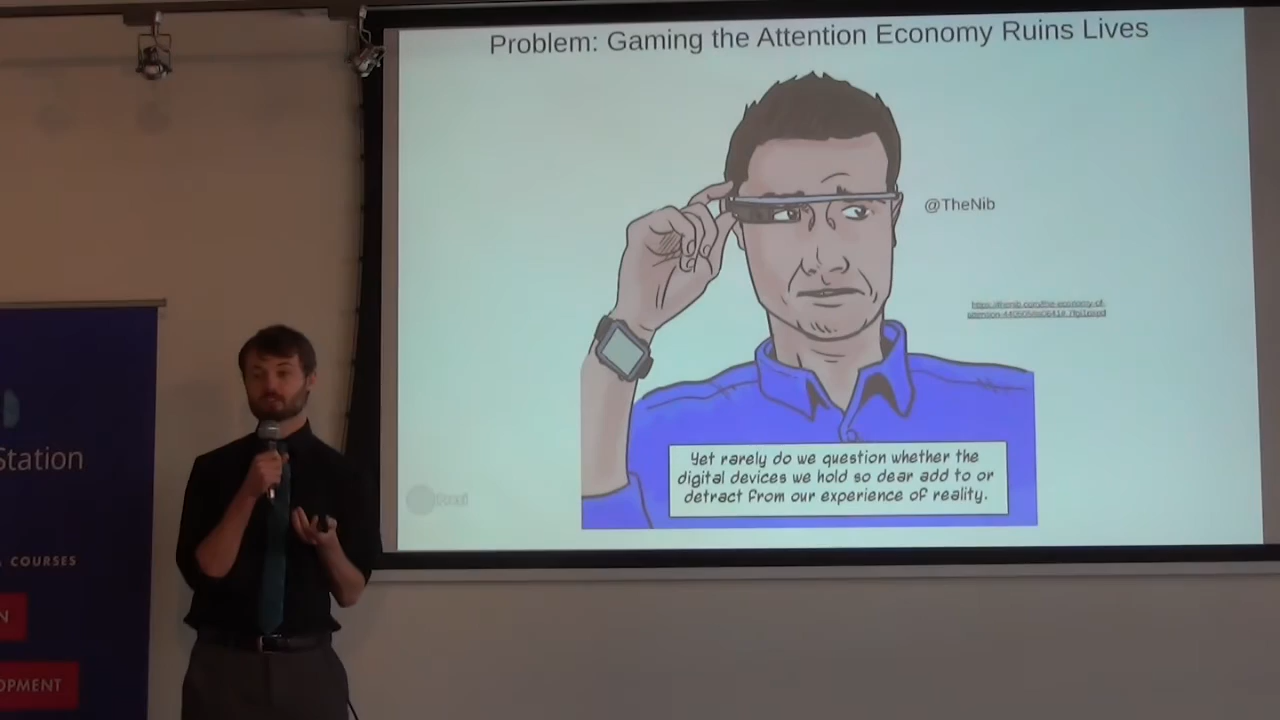 Problem: Gaming the Attention Economy Ruins Lives
@TheNib
Yet rarely do we question whether the
digital devices we hold so dear add to or
detract from our experience of reality.
Prezi
Station
COURSES
N
OPMENT